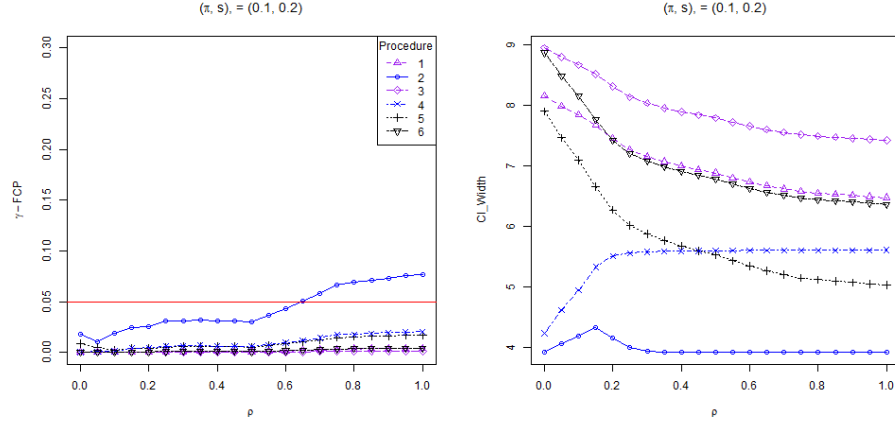 (π, s), = (0.1, 0.2)
γ−FCP
0.30
0.25
0.20
0.15
0.10
0.05
0.00
Procedure
1
2
3
4
5
6
0.0 0.2 0.4 0.6 0.8 1.0
ρ
(π, s), = (0.1, 0.2)
CI_Width
9
8
7
6
5
4
0.0 0.2 0.4 0.6 0.8 1.0
ρ